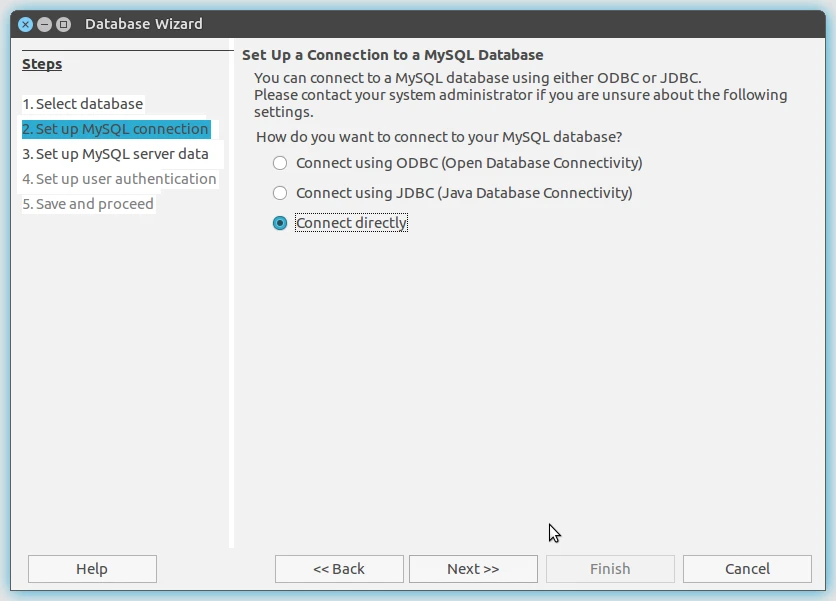 Database Wizard
Steps
1. Select database
2. Set up MySQL connection
3. Set up MySQL server data
4. Set up user authentication
5. Save and proceed
Set Up a Connection to a MySQL Database
You can connect to a MySQL database using either ODBC or JDBC.
Please contact your system administrator if you are unsure about the following
settings.
How do you want to connect to your MySQL database?
Connect using ODBC (Open Database Connectivity)
Connect using JDBC (Java Database Connectivity)
Connect directly
Help
<< Back
Next >>
Finish
Cancel